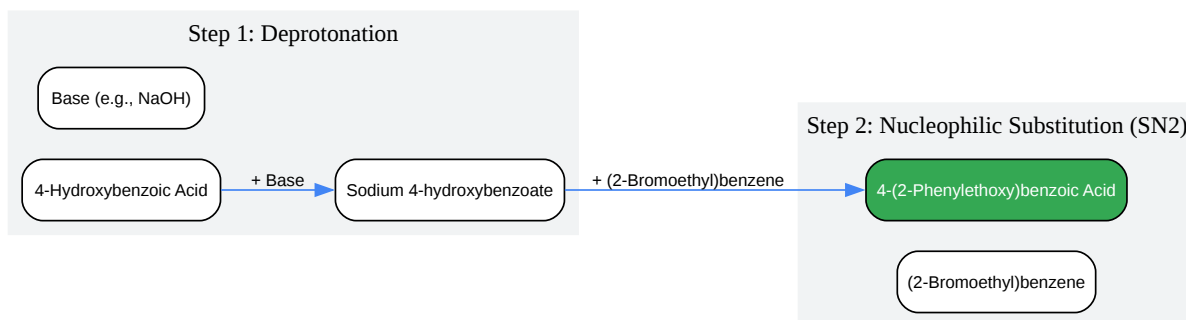 Step 1: Deprotonation
Base (e.g., NaOH)
4-Hydroxybenzoic Acid
+ Base
Sodium 4-hydroxybenzoate
+ (2-Bromoethyl)benzene
Step 2: Nucleophilic Substitution (SN2)
4-(2-Phenylethoxy)benzoic Acid
(2-Bromoethyl)benzene